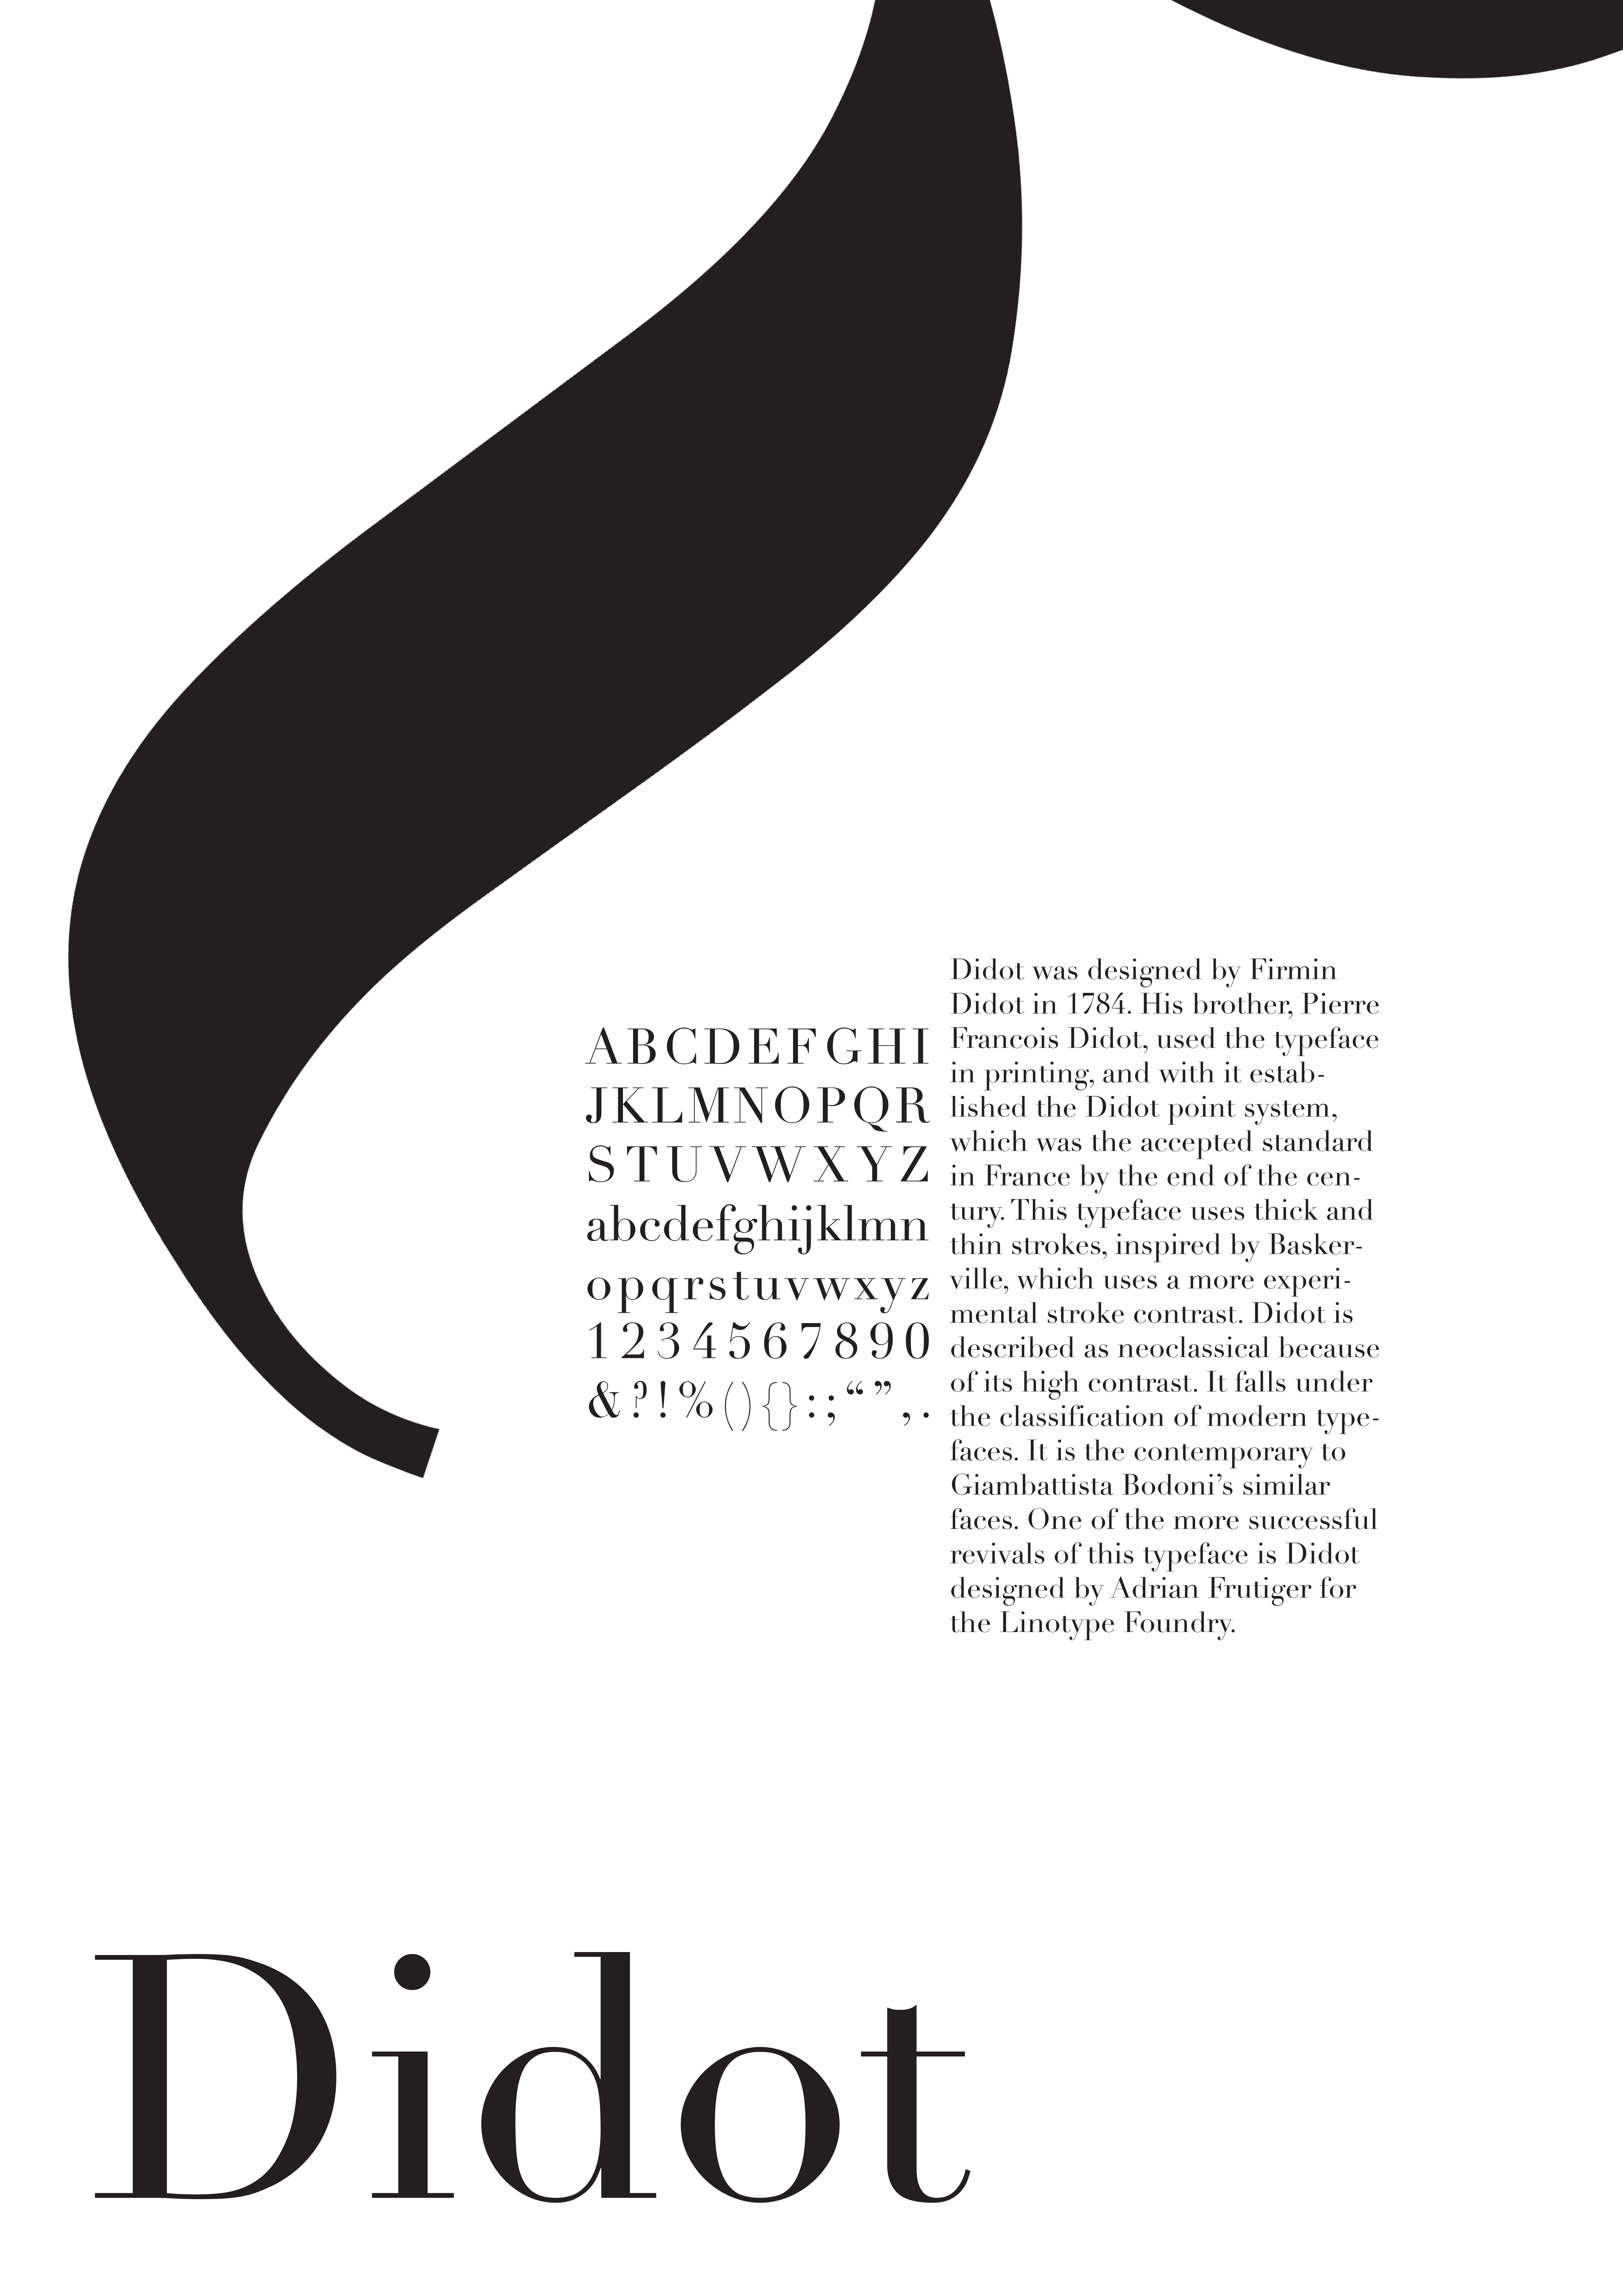 ABCDEFGHI
JKLMNOPQR
STUVWXYZ
abcdefghijklmn
opqrstuvwxyz
1234567890
&?!%(){}:;“”,.
Didot was designed by Firmin
Didot in 1784. His brother, Pierre
Francois Didot, used the typeface
in printing, and with it estab-
lished the Didot point system,
which was the accepted standard
in France by the end of the cen-
tury. This typeface uses thick and
thin strokes, inspired by Basker-
ville, which uses a more experi-
mental stroke contrast. Didot is
described as neoclassical because
of its high contrast. It falls under
the classification of modern type-
faces. It is the contemporary to
Giambattista Bodoni’s similar
faces. One of the more successful
revivals of this typeface is Didot
designed by Adrian Frutiger for
the Linotype Foundry.
Didot